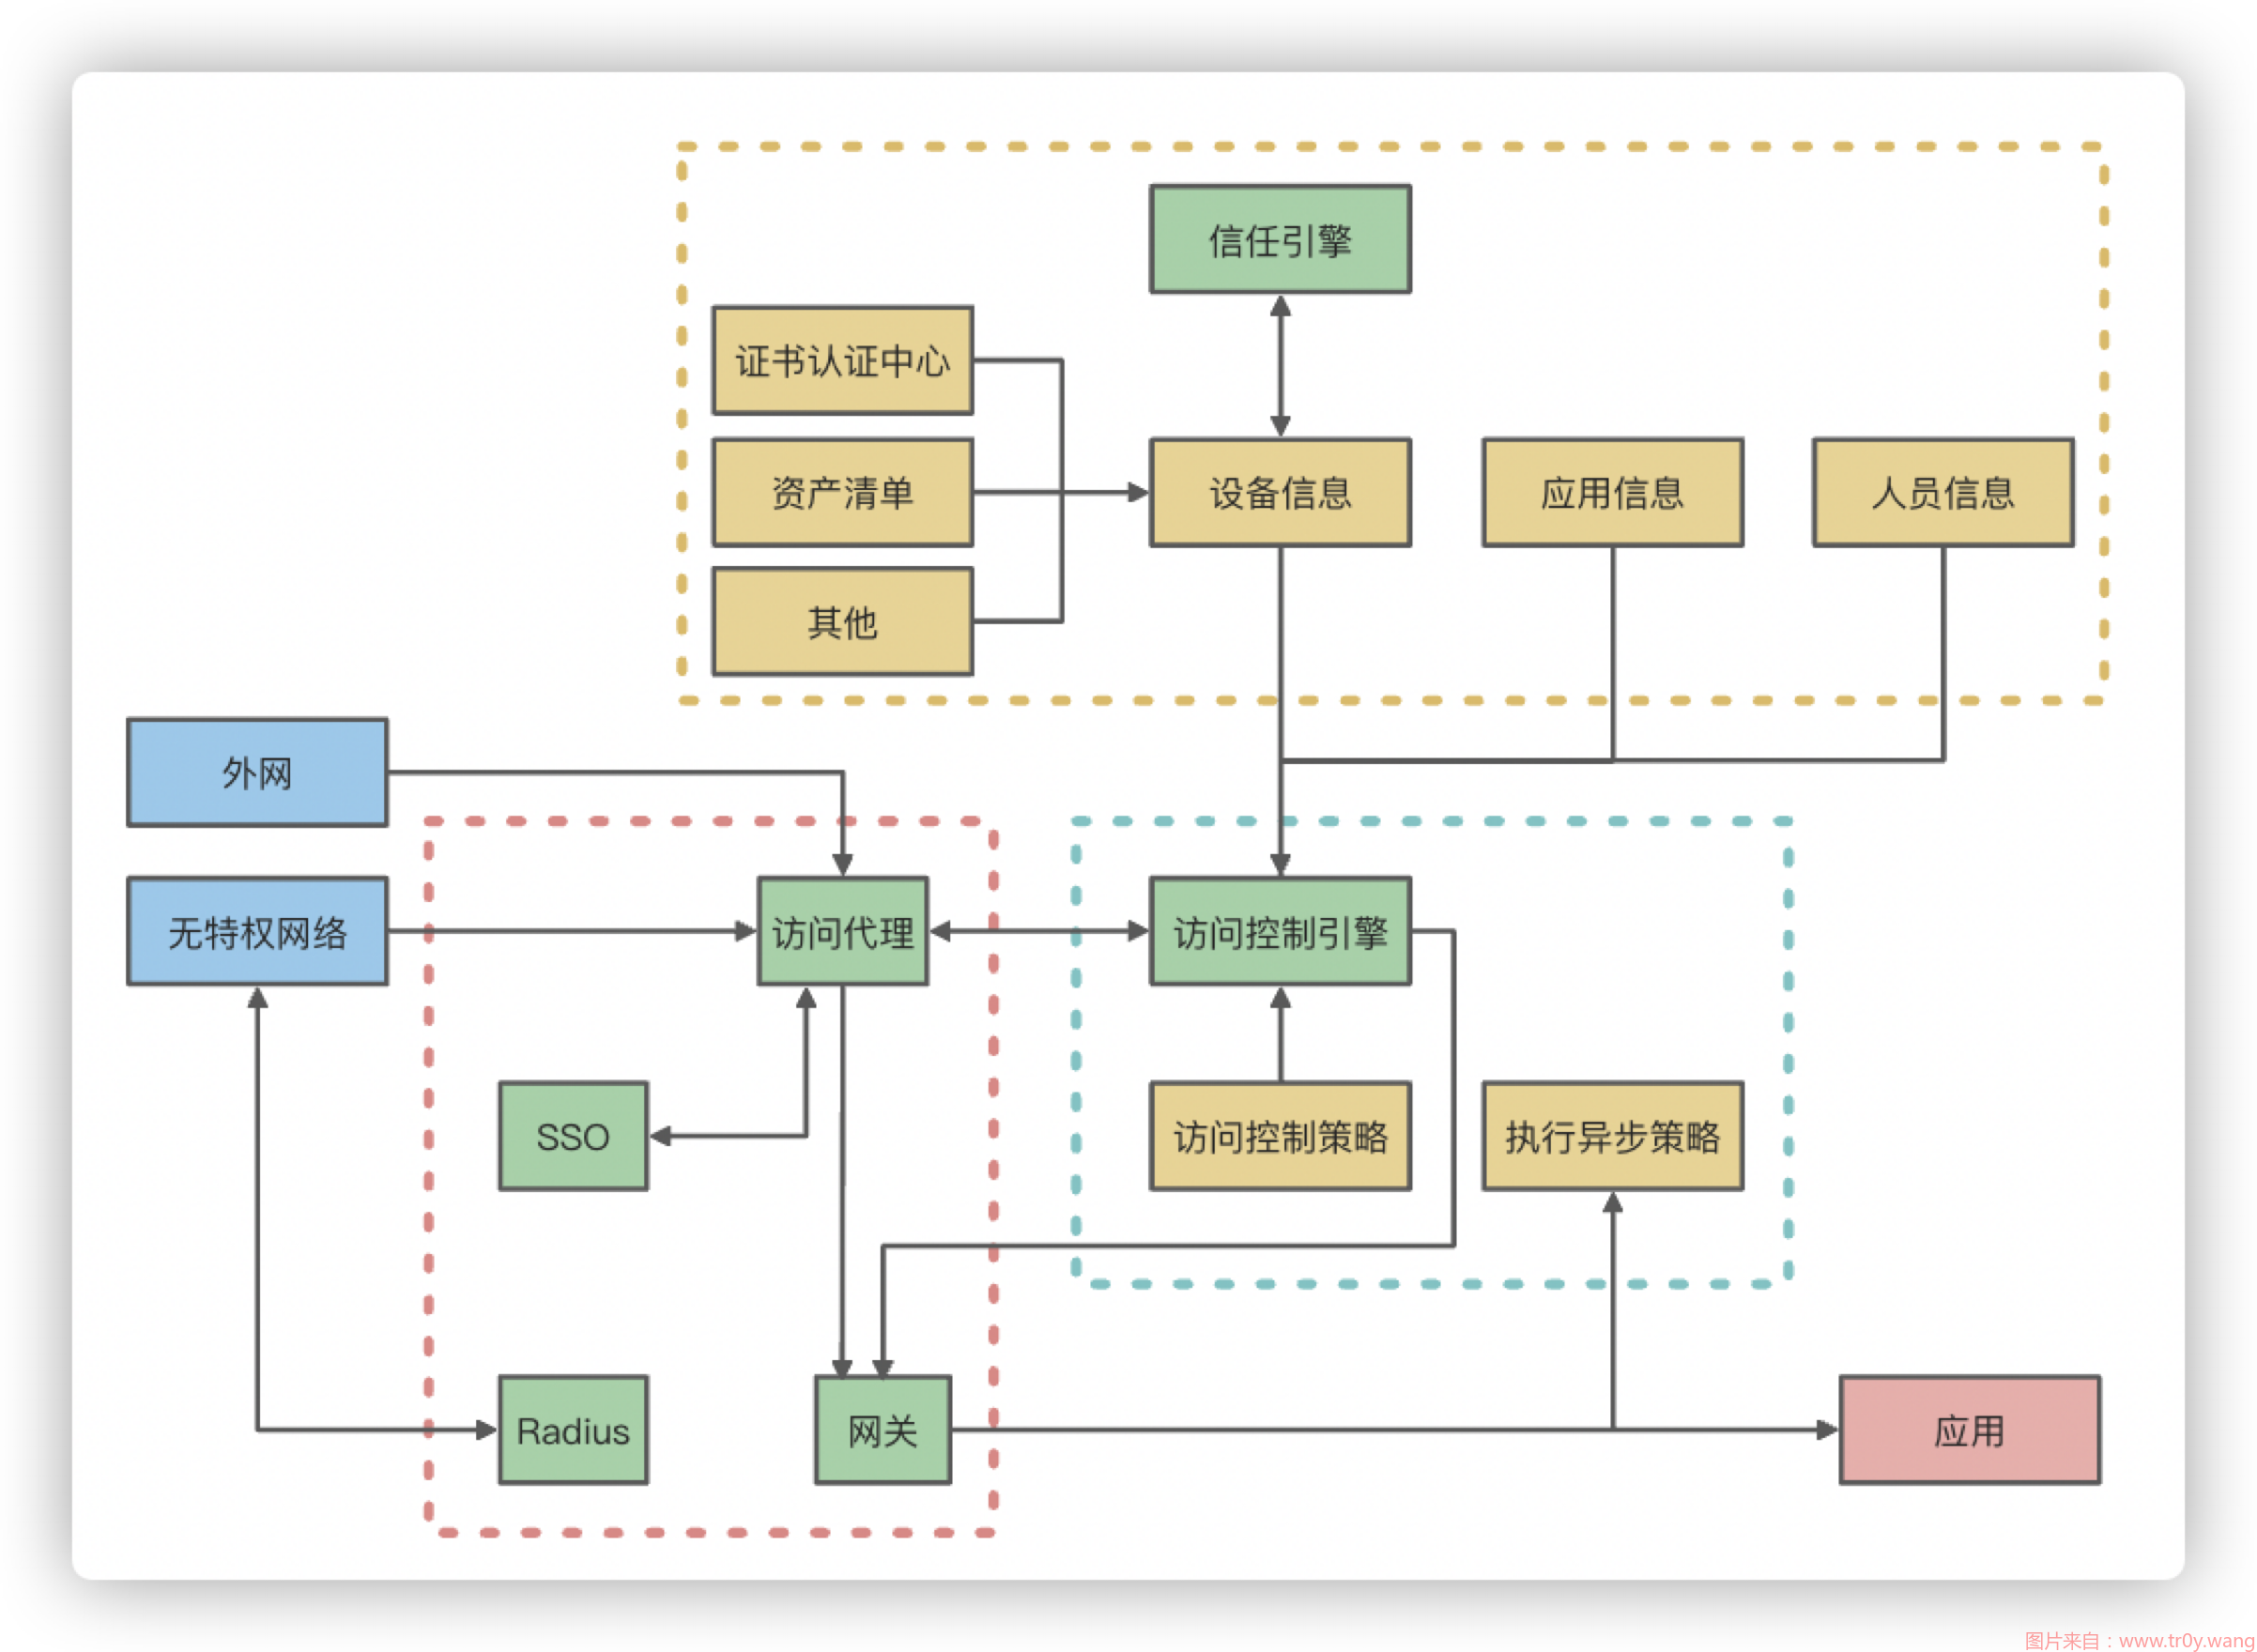 信任引擎
证书认证中心
资产清单
设备信息
应用信息
人员信息
其他
外网
无特权网络
访问代理
访问控制引擎
SSO
访问控制策略
执行异步策略
Radius
网关
应用
图片来自：www.tr0y.wang